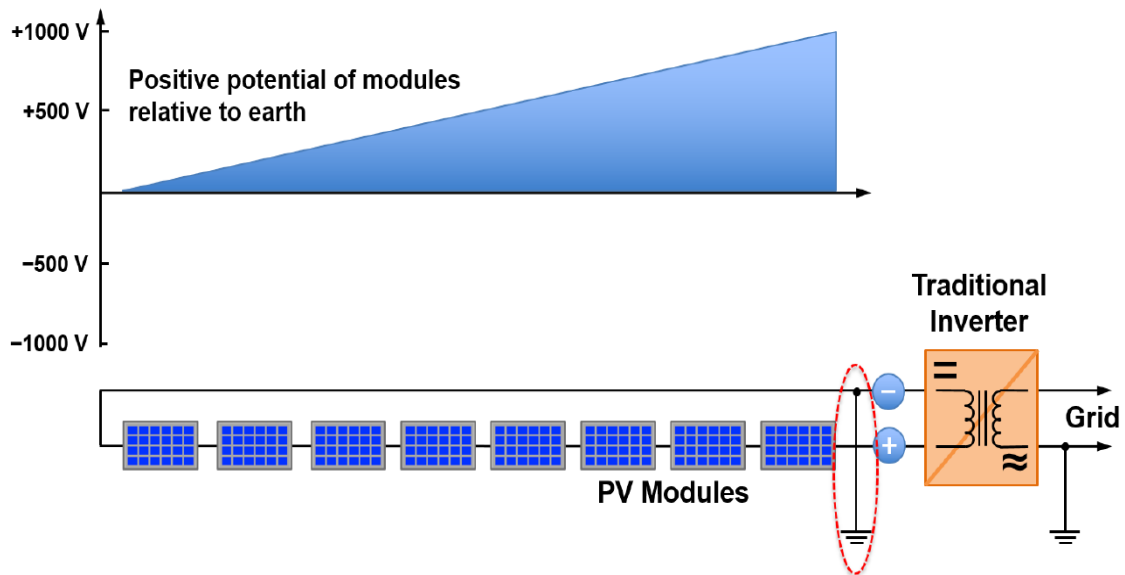 +1000 V
Positive potential of modules
relative to earth
+500 V
−500 V
−1000 V
Traditional
Inverter
−
=
Grid
+
≈
PV Modules